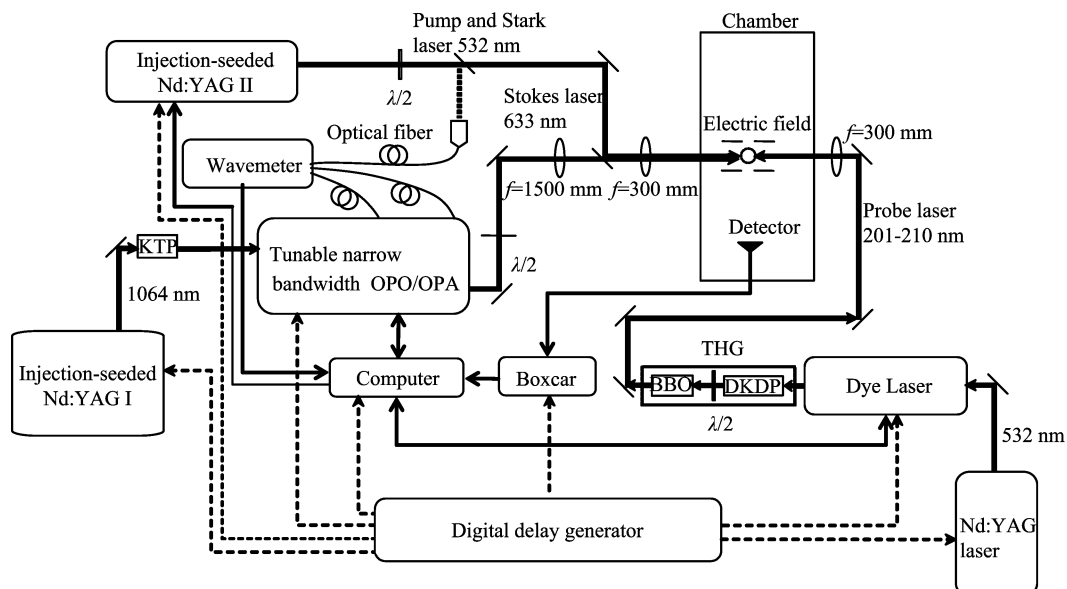 Pump and Stark
laser 532 nm
Chamber
Injection-seeded
Nd:YAG II
λ/2
Stokes laser
633 nm
Optical fiber
Electric field
f=300 mm
Wavemeter
f=1500 mm
f=300 mm
Probe laser
201-210 nm
Detector
KTP
Tunable narrow
bandwidth OPO/OPA
λ/2
1064 nm
THG
Injection-seeded
Nd:YAG I
Computer
Boxcar
BBO
DKDP
Dye Laser
λ/2
532 nm
Digital delay generator
Nd:YAG
laser